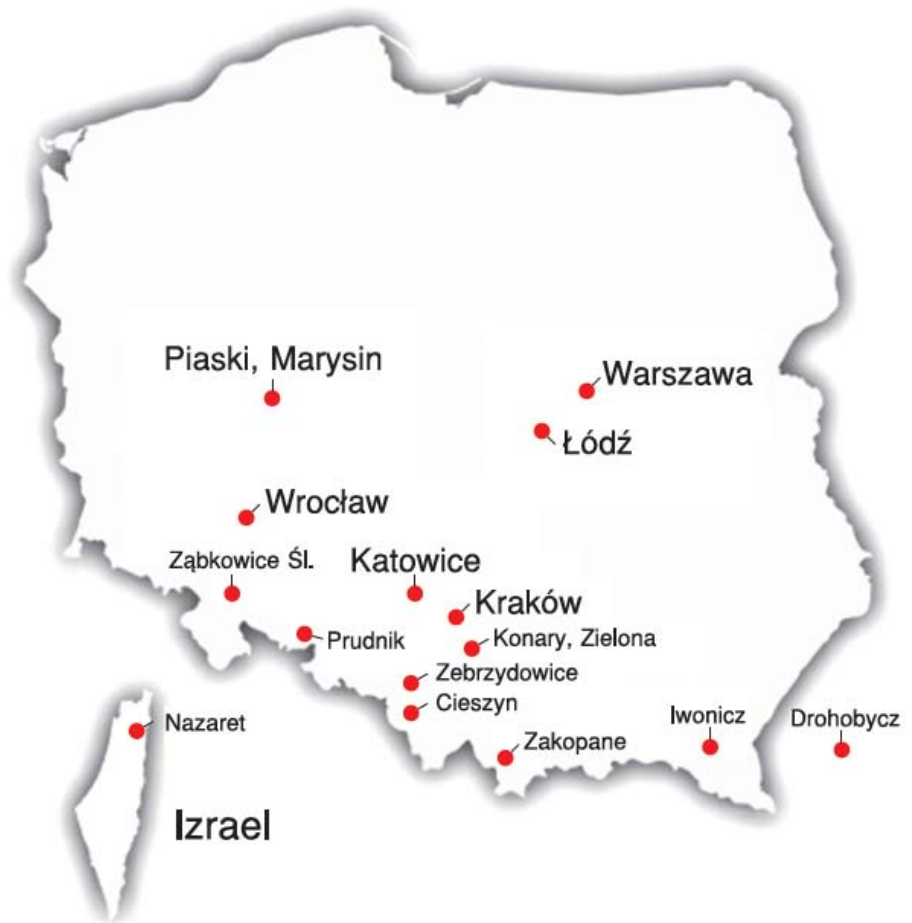 Piaski, Marysin
Warszawa
Łódź
Wrocław
Ząbkowice Śl.
Katowice
Kraków
Prudnik
Konary, Zielona
Zebrzydowice
Cieszyn
Nazaret
Zakopane
Iwonicz
Drohobycz
Izrael